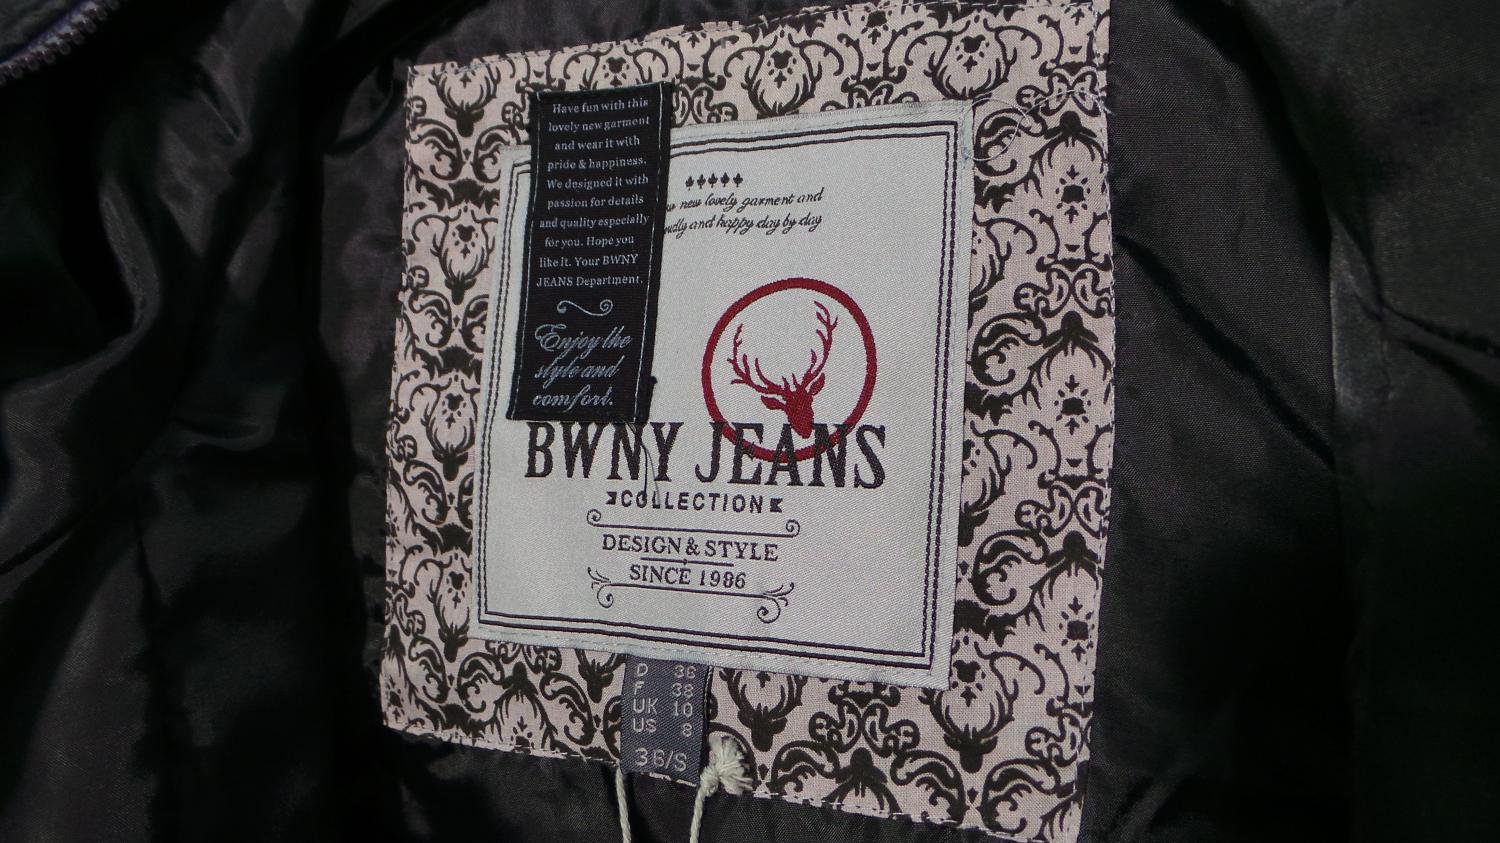 Have fun with this
lovely new garment
and wear it with
pride & happiness.
We designed it with
passion for details
and quality especially
for you. Hope you
like it. Your BWNY
JEANS Department.
Enjoy the
style and
comfort.
new lovely garment and
and happy day by day
BWNY JEANS
COLLECTION
DESIGN & STYLE
SINCE 1986
D 36
F 38
UK 10
US 8
36/S